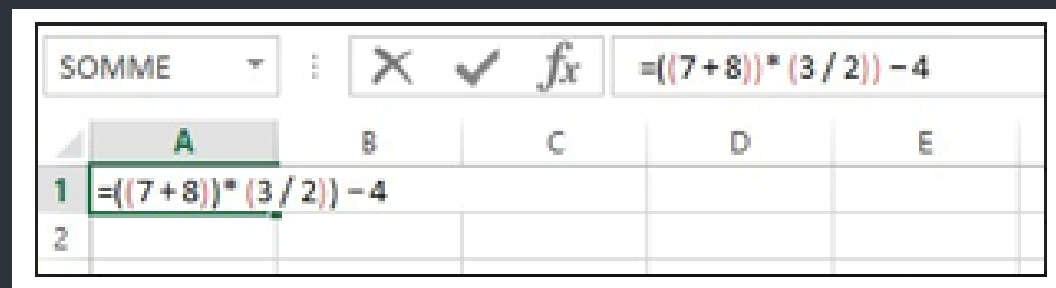 SOMME fx =((7+8))* (3 / 2)) – 4
A B C D E
1 =((7+8))* (3 / 2)) – 4
2